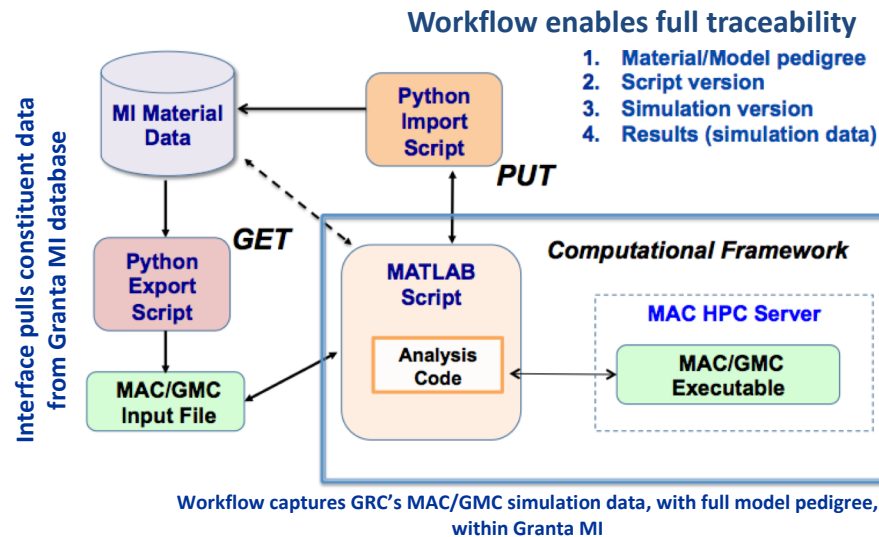 Workflow enables full traceability
1. Material/Model pedigree
2. Script version
3. Simulation version
4. Results (simulation data)
Interface pulls constituent data
from Granta MI database
MI Material
Data
Python
Import
Script
PUT
GET
Python
Export
Script
MAC/GMC
Input File
Computational Framework
MATLAB
Script
Analysis
Code
MAC HPC Server
MAC/GMC
Executable
Workflow captures GRC's MAC/GMC simulation data, with full model pedigree,
within Granta MI